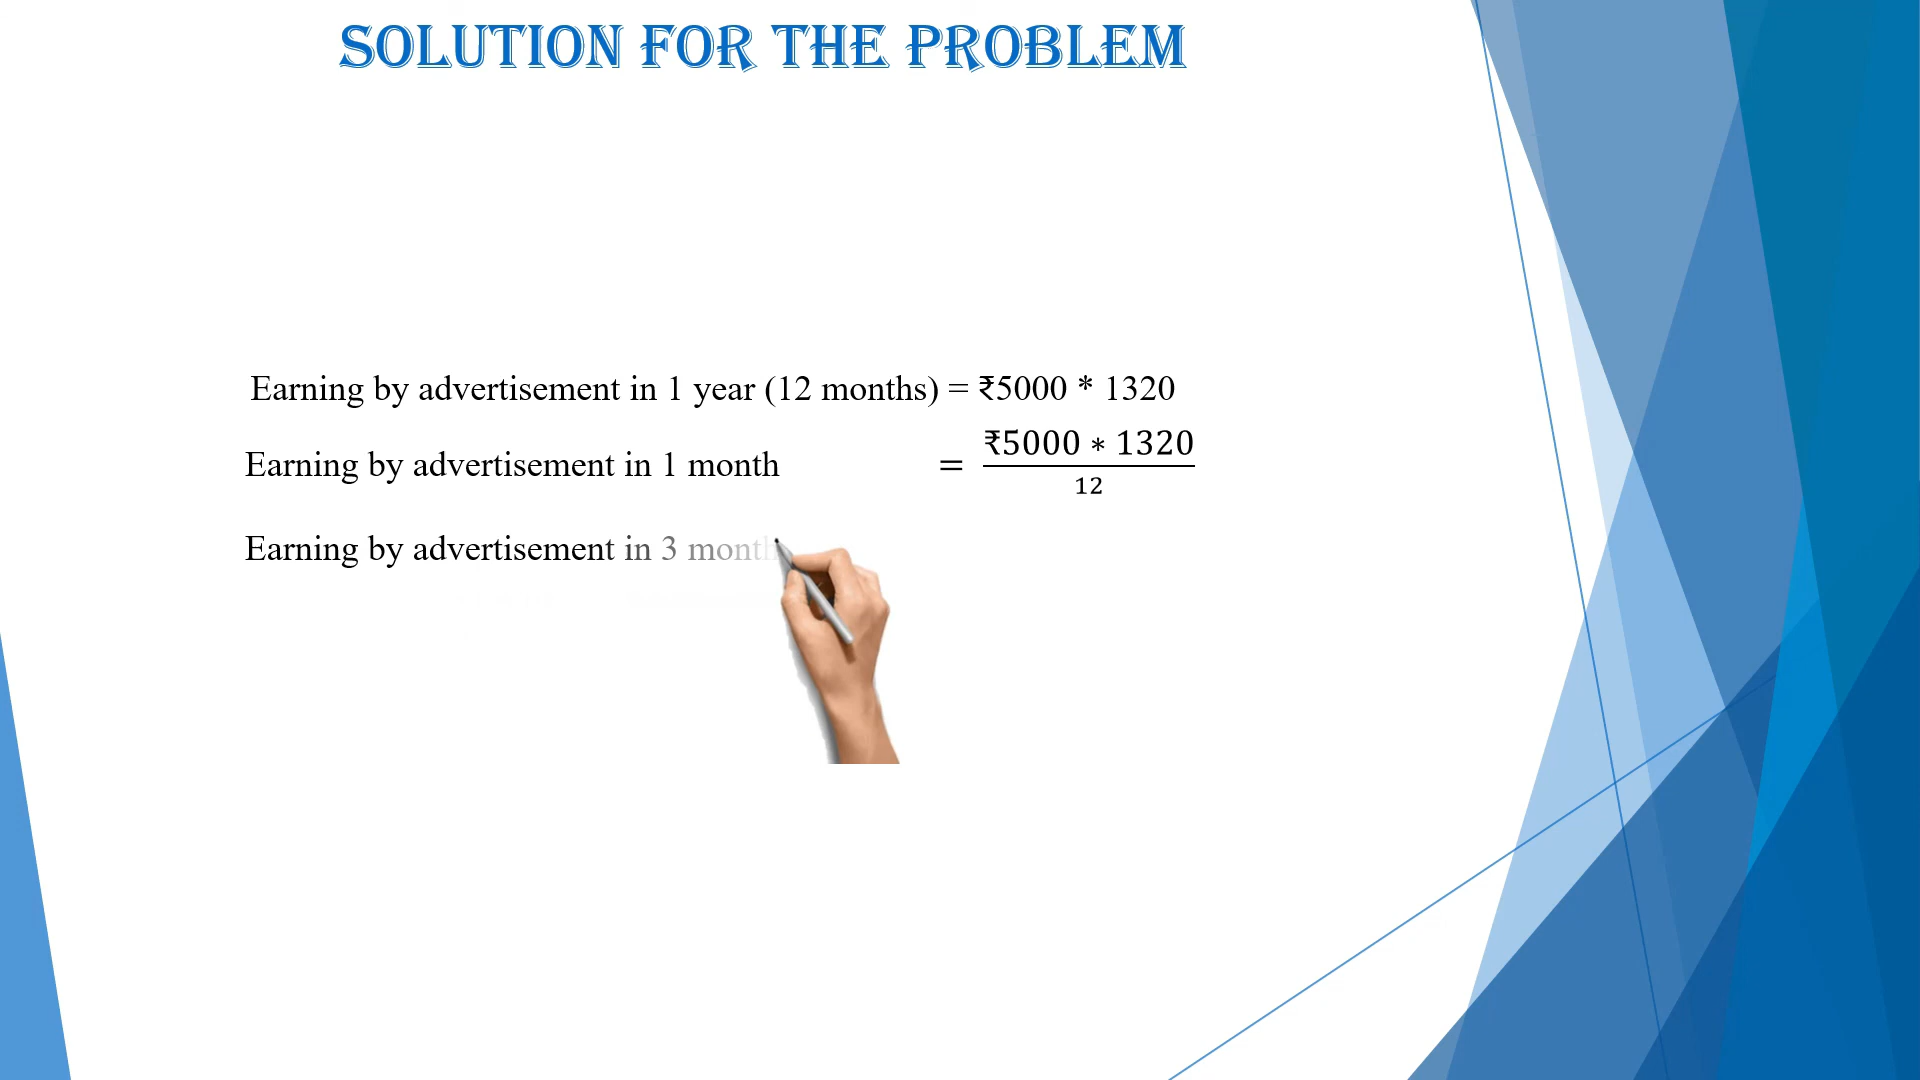 SOLUTION FOR THE PROBLEM
Earning by advertisement in 1 year (12 months) = ₹5000 * 1320
Earning by advertisement in 1 month = ₹5000 ∗ 1320
12
Earning by advertisement in 3 month